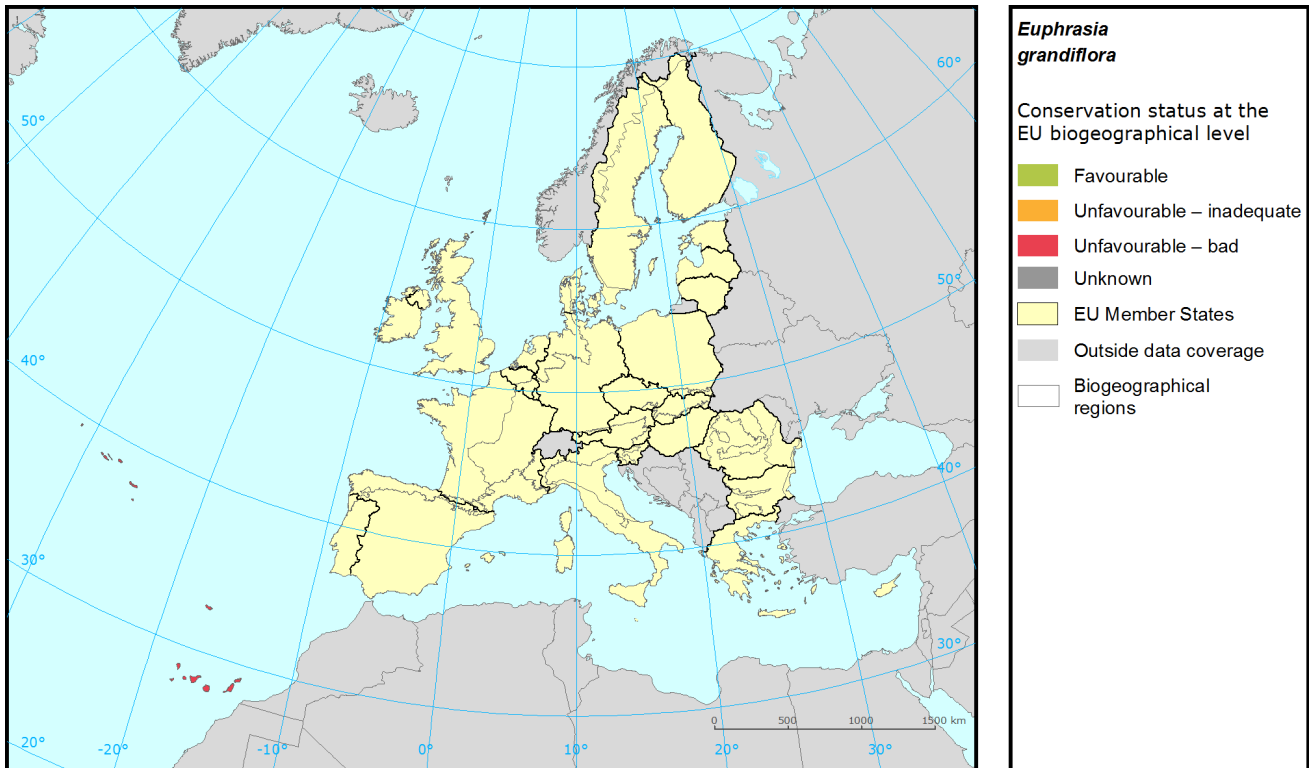 60°
50°
50°
40°
40°
30°
30°
20°
-20°
-10°
0°
10°
20°
30°
0 500 1000 1500 km
Euphrasia
grandiflora
Conservation status at the
EU biogeographical level
Favourable
Unfavourable – inadequate
Unfavourable – bad
Unknown
EU Member States
Outside data coverage
Biogeographical
regions